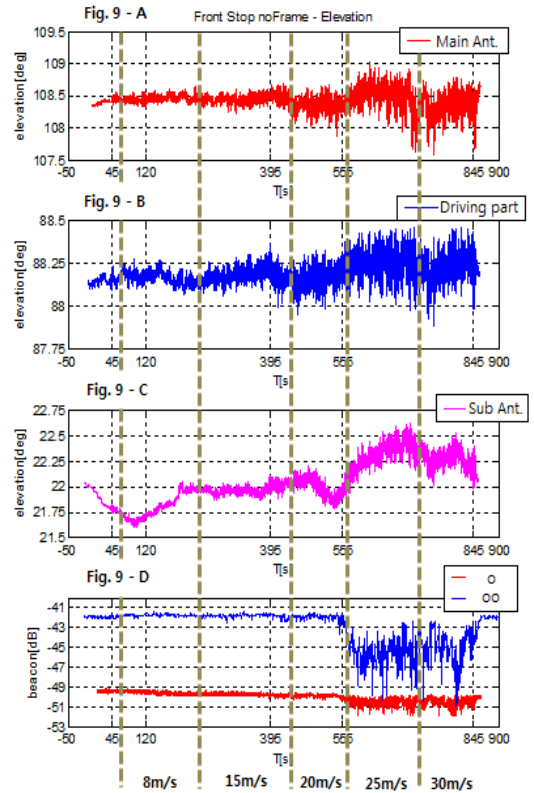 Fig. 9 - A
Front Stop noFrame - Elevation
Main Ant.
109.5
109
108.5
108
107.5
elevation[deg]
-50 45 120 395 555 845 900
T[s
Fig. 9 - B
Driving part
88.5
88.25
88
87.75
elevation[deg]
-50 45 120 395 555 845 900
T[s
Fig. 9 - C
Sub Ant.
22.75
22.5
22.25
22
21.75
21.5
elevation[deg]
-50 45 120 395 555 845 900
T[s
Fig. 9 - D
O
OO
-41
-43
-45
-47
-49
-51
-53
beacon[dB]
-50 45 120 395 555 845 900
T[s
8m/s 15m/s 20m/s 25m/s 30m/s